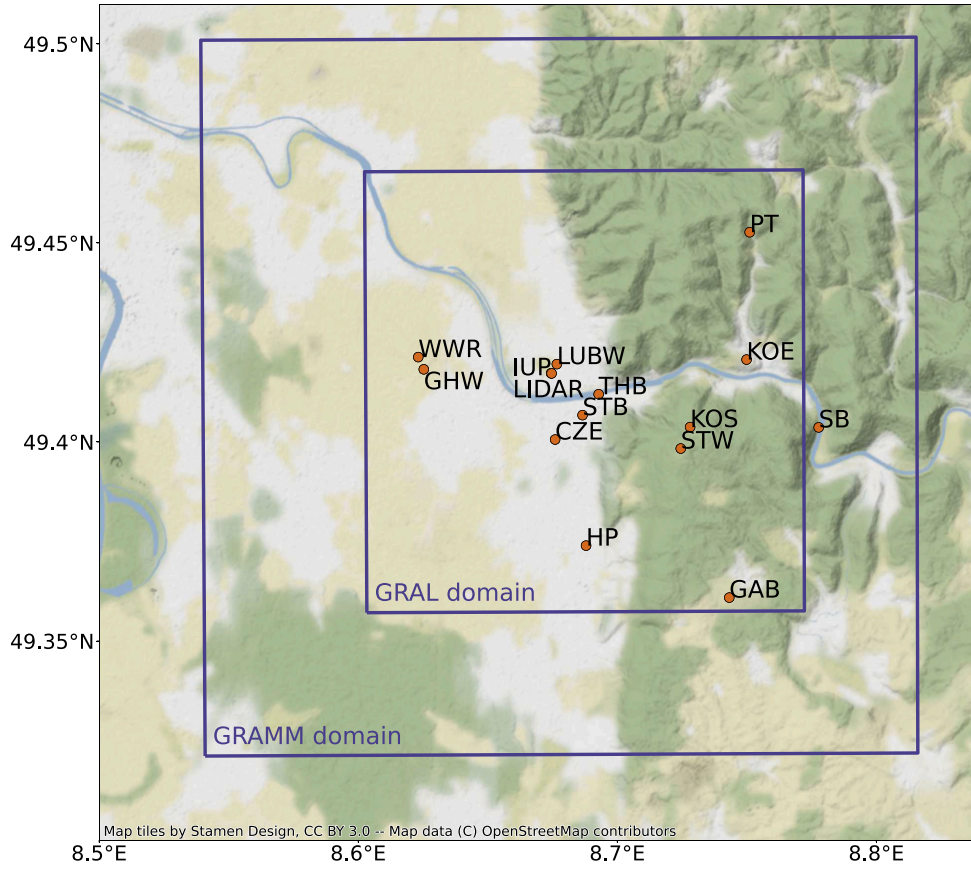 49.5°N
49.45°N
49.4°N
49.35°N
PT
KOE
WWR
LUBW
IUP
GHW
LIDAR
THB
STB
KOS
SB
CZE
STW
HP
GAB
GRAL domain
GRAMM domain
Map tiles by Stamen Design, CC BY 3.0 -- Map data (C) OpenStreetMap contributors
8.5°E
8.6°E
8.7°E
8.8°E